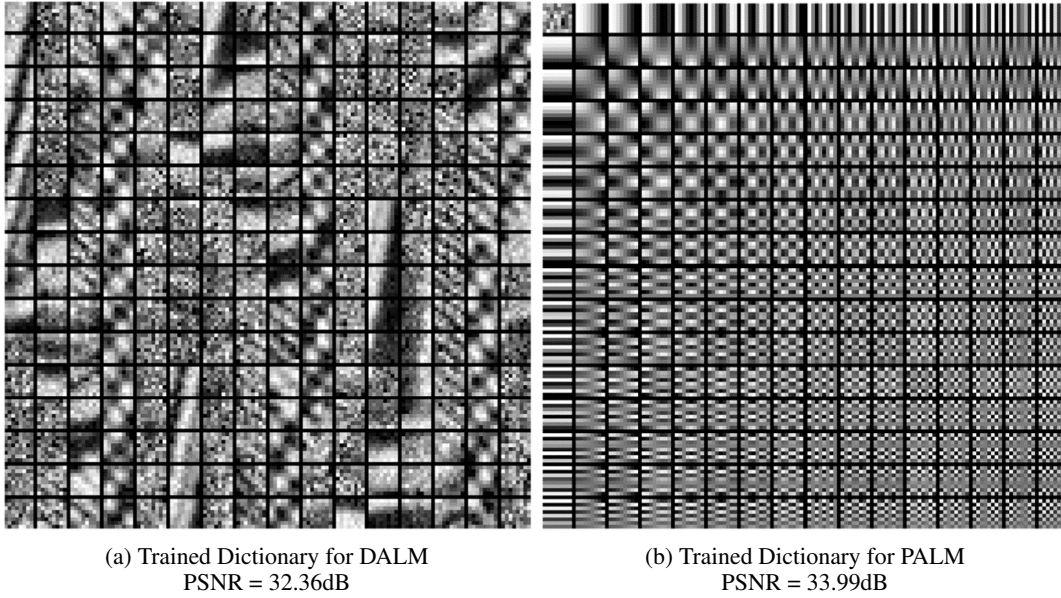 (a) Trained Dictionary for DALM
PSNR = 32.36dB
(b) Trained Dictionary for PALM
PSNR = 33.99dB